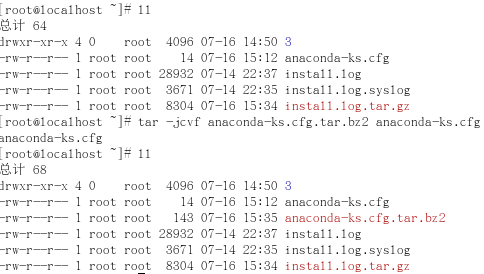 [root@localhost ~]# ll
总计 64
drwxr-xr-x 4 0 root 4096 07-16 14:50 3
-rw-r--r-- 1 root root 14 07-16 15:12 anaconda-ks.cfg
-rw-r--r-- 1 root root 28932 07-14 22:37 install.log
-rw-r--r-- 1 root root 3671 07-14 22:35 install.log.syslog
-rw-r--r-- 1 root root 8304 07-16 15:34 install.log.tar.gz
[root@localhost ~]# tar -jcvf anaconda-ks.cfg.tar.bz2 anaconda-ks.cfg
anaconda-ks.cfg
[root@localhost ~]# ll
总计 68
drwxr-xr-x 4 0 root 4096 07-16 14:50 3
-rw-r--r-- 1 root root 14 07-16 15:12 anaconda-ks.cfg
-rw-r--r-- 1 root root 143 07-16 15:35 anaconda-ks.cfg.tar.bz2
-rw-r--r-- 1 root root 28932 07-14 22:37 install.log
-rw-r--r-- 1 root root 3671 07-14 22:35 install.log.syslog
-rw-r--r-- 1 root root 8304 07-16 15:34 install.log.tar.gz